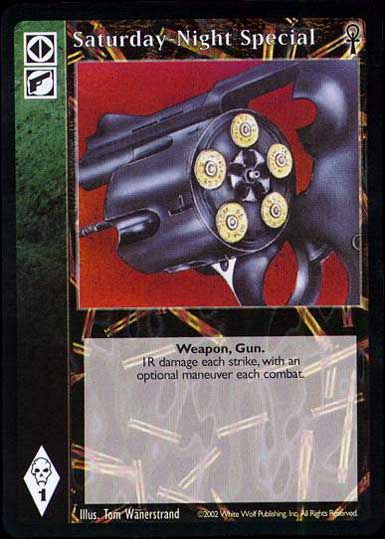 Saturday-Night Special
Weapon, Gun.
1R damage each strike, with an
optional maneuver each combat.
1
Illus. Tom Wänerstrand
©2002 White Wolf Publishing, Inc. All Rights Reserved.